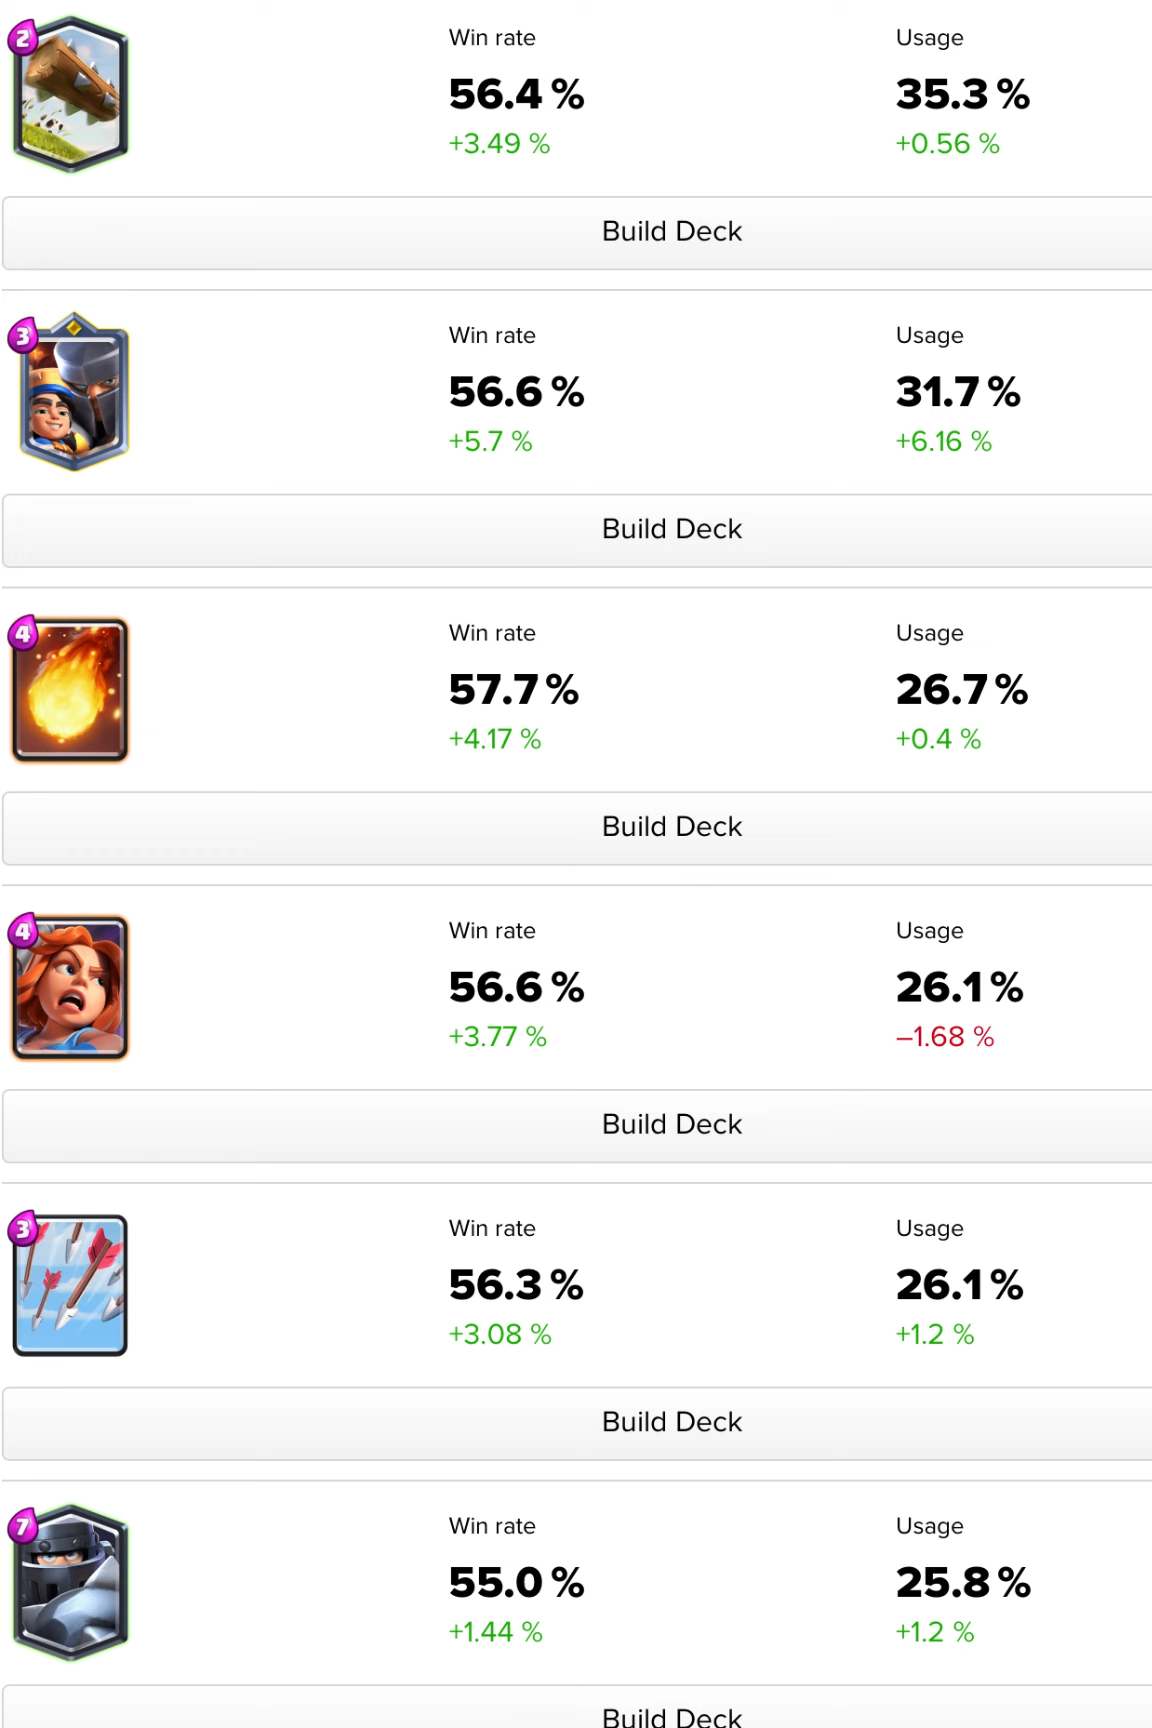 2
Win rate
Usage
56.4 %
35.3 %
+3.49 %
+0.56 %
Build Deck
3
Win rate
Usage
56.6 %
31.7 %
+5.7 %
+6.16 %
Build Deck
4
Win rate
Usage
57.7 %
26.7 %
+4.17 %
+0.4 %
Build Deck
4
Win rate
Usage
56.6 %
26.1 %
+3.77 %
–1.68 %
Build Deck
3
Win rate
Usage
56.3 %
26.1 %
+3.08 %
+1.2 %
Build Deck
7
Win rate
Usage
55.0 %
25.8 %
+1.44 %
+1.2 %
Build Deck